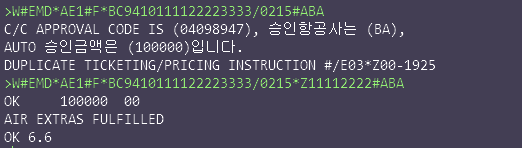 >W#EMD*AE1#F*BC9410111122223333/0215#ABA
C/C APPROVAL CODE IS (04098947), 승인항공사는 (BA),
AUTO 승인금액은 (100000)입니다.
DUPLICATE TICKETING/PRICING INSTRUCTION #/E03*Z00-1925
>W#EMD*AE1#F*BC9410111122223333/0215*Z11112222#ABA
OK 100000 00
AIR EXTRAS FULFILLED
OK 6.6
>